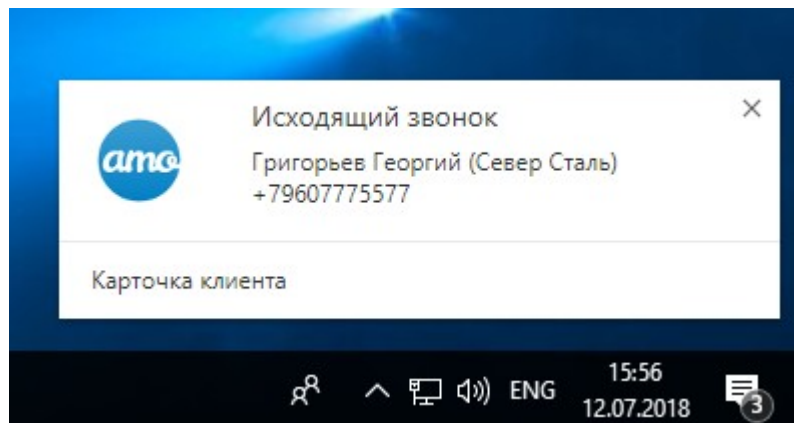 amo
Исходящий звонок
Григорьев Георгий (Север Сталь)
+79607775577
Карточка клиента
ENG
15:56
12.07.2018
3